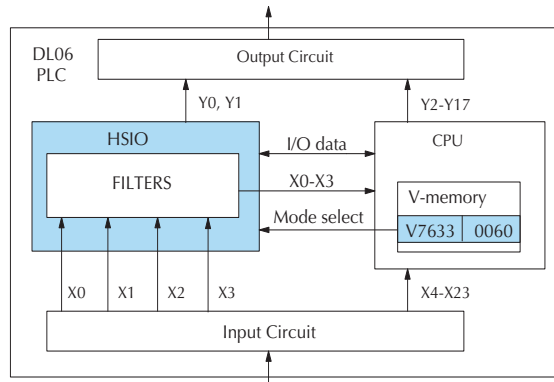 DL06
PLC
Output Circuit
Y0, Y1
Y2-Y17
HSIO
I/O data
CPU
FILTERS
X0-X3
V-memory
Mode select
V7633 0060
X0 X1 X2 X3
X4-X23
Input Circuit